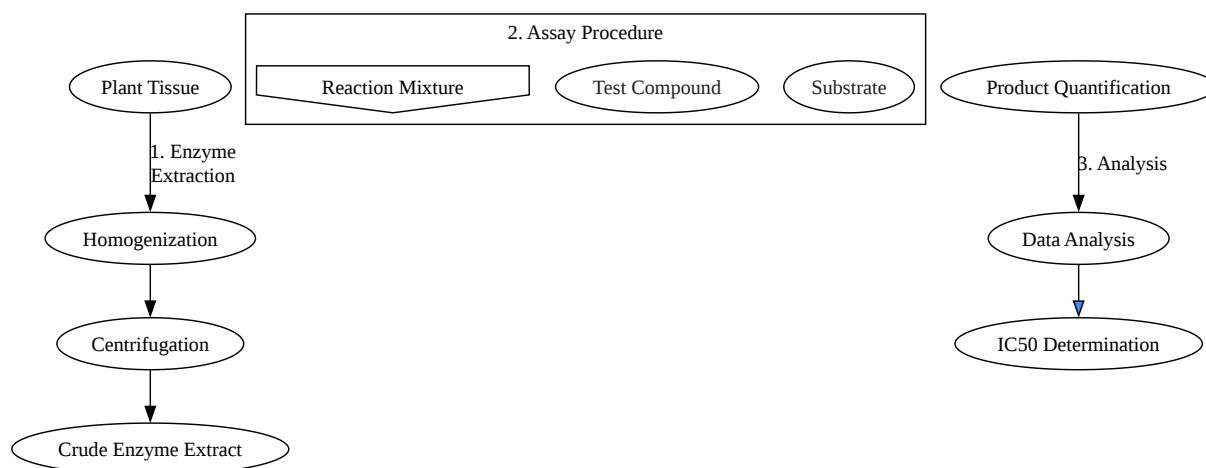 2. Assay Procedure
Plant Tissue
Reaction Mixture
Test Compound
Substrate
Product Quantification
1. Enzyme
Extraction
3. Analysis
Homogenization
Data Analysis
Centrifugation
IC50 Determination
Crude Enzyme Extract